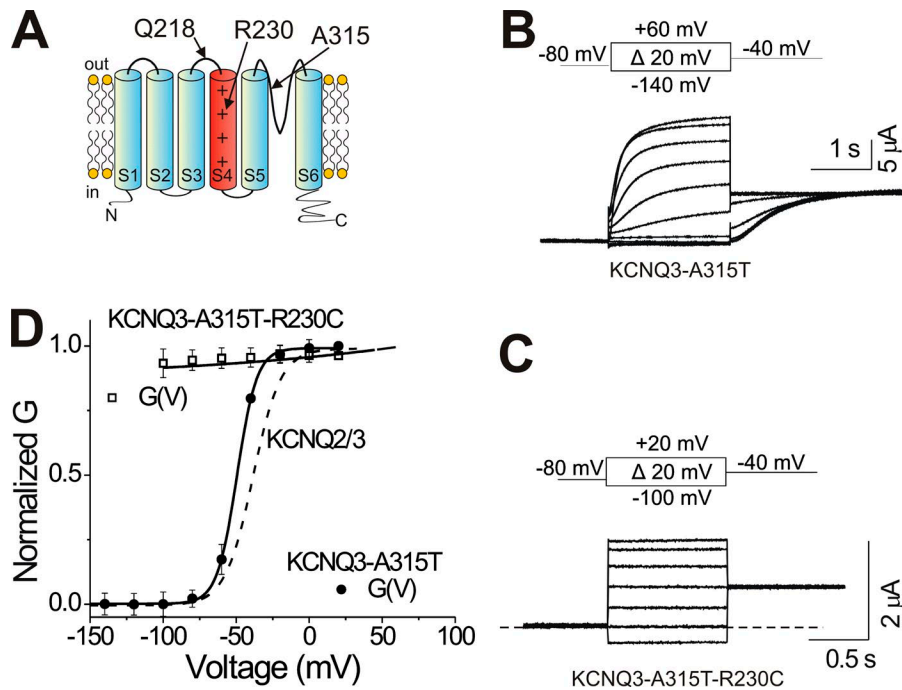 A
Q218
R230
A315
out
in
+
+
+
+
S1
S2
S3
S4
S5
S6
N
C
B
+60 mV
-80 mV
Δ 20 mV
-40 mV
-140 mV
1 s
5 µA
KCNQ3-A315T
D
KCNQ3-A315T-R230C
1.0
G(V)
KCNQ2/3
Normalized G
0.5
KCNQ3-A315T
G(V)
0.0
-150
-100
-50
0
50
100
Voltage (mV)
C
+20 mV
-80 mV
Δ 20 mV
-40 mV
-100 mV
2 µA
0.5 s
KCNQ3-A315T-R230C